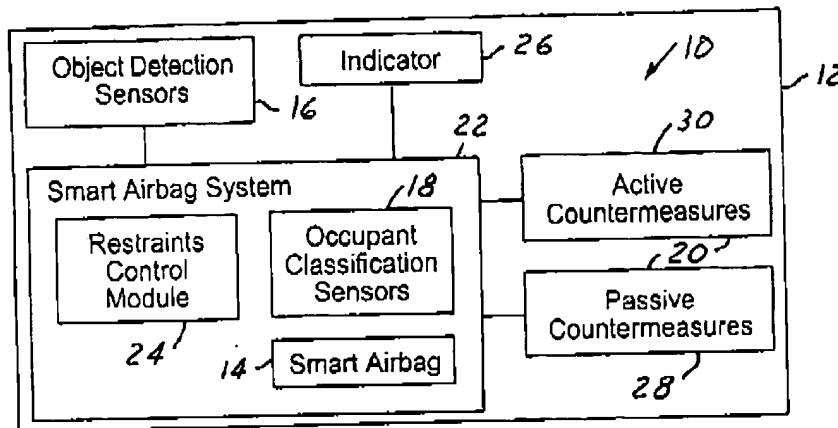 Object Detection
Sensors
16
Indicator
26
10
12
22
Smart Airbag System
Restraints
Control
Module
24
18
Occupant
Classification
Sensors
14
Smart Airbag
30
Active
Countermeasures
20
Passive
Countermeasures
28